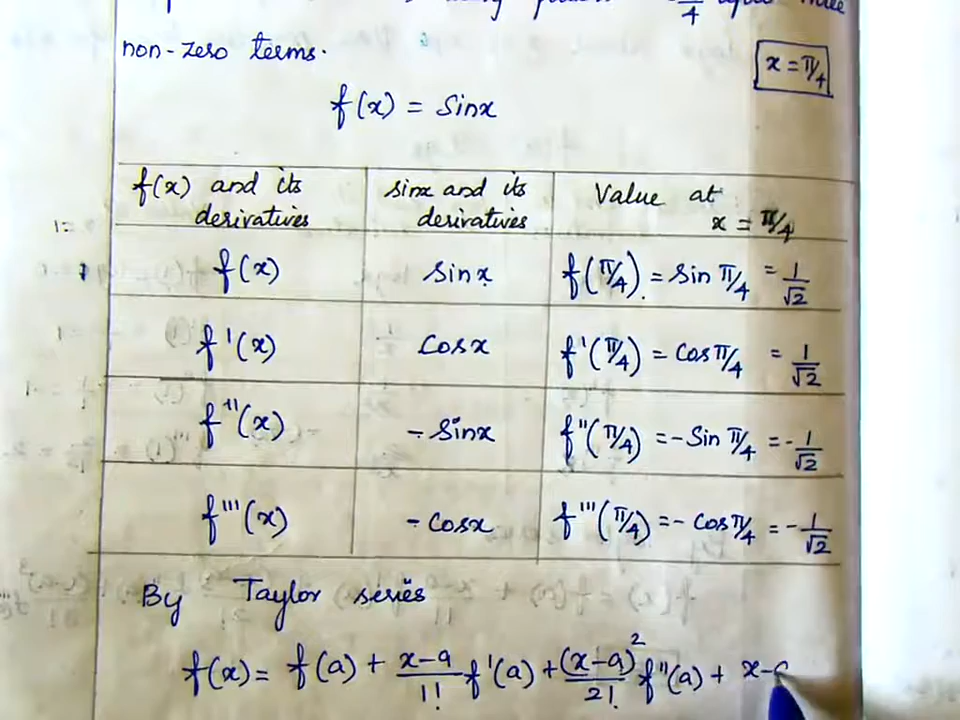 π/4
non-zero terms.
x = π/4
f(x) = sinx
f(x) and its derivatives | sinx and its derivatives | Value at x = π/4
f(x) | sinx | f(π/4) = sin π/4 = 1/√2
f'(x) | cosx | f'(π/4) = cos π/4 = 1/√2
f''(x) | - sinx | f''(π/4) = - sin π/4 = - 1/√2
f'''(x) | - cosx | f'''(π/4) = - cos π/4 = - 1/√2
By Taylor series
f(x) = f(a) + x-a/1! f'(a) + (x-a)²/2! f''(a) + x-a